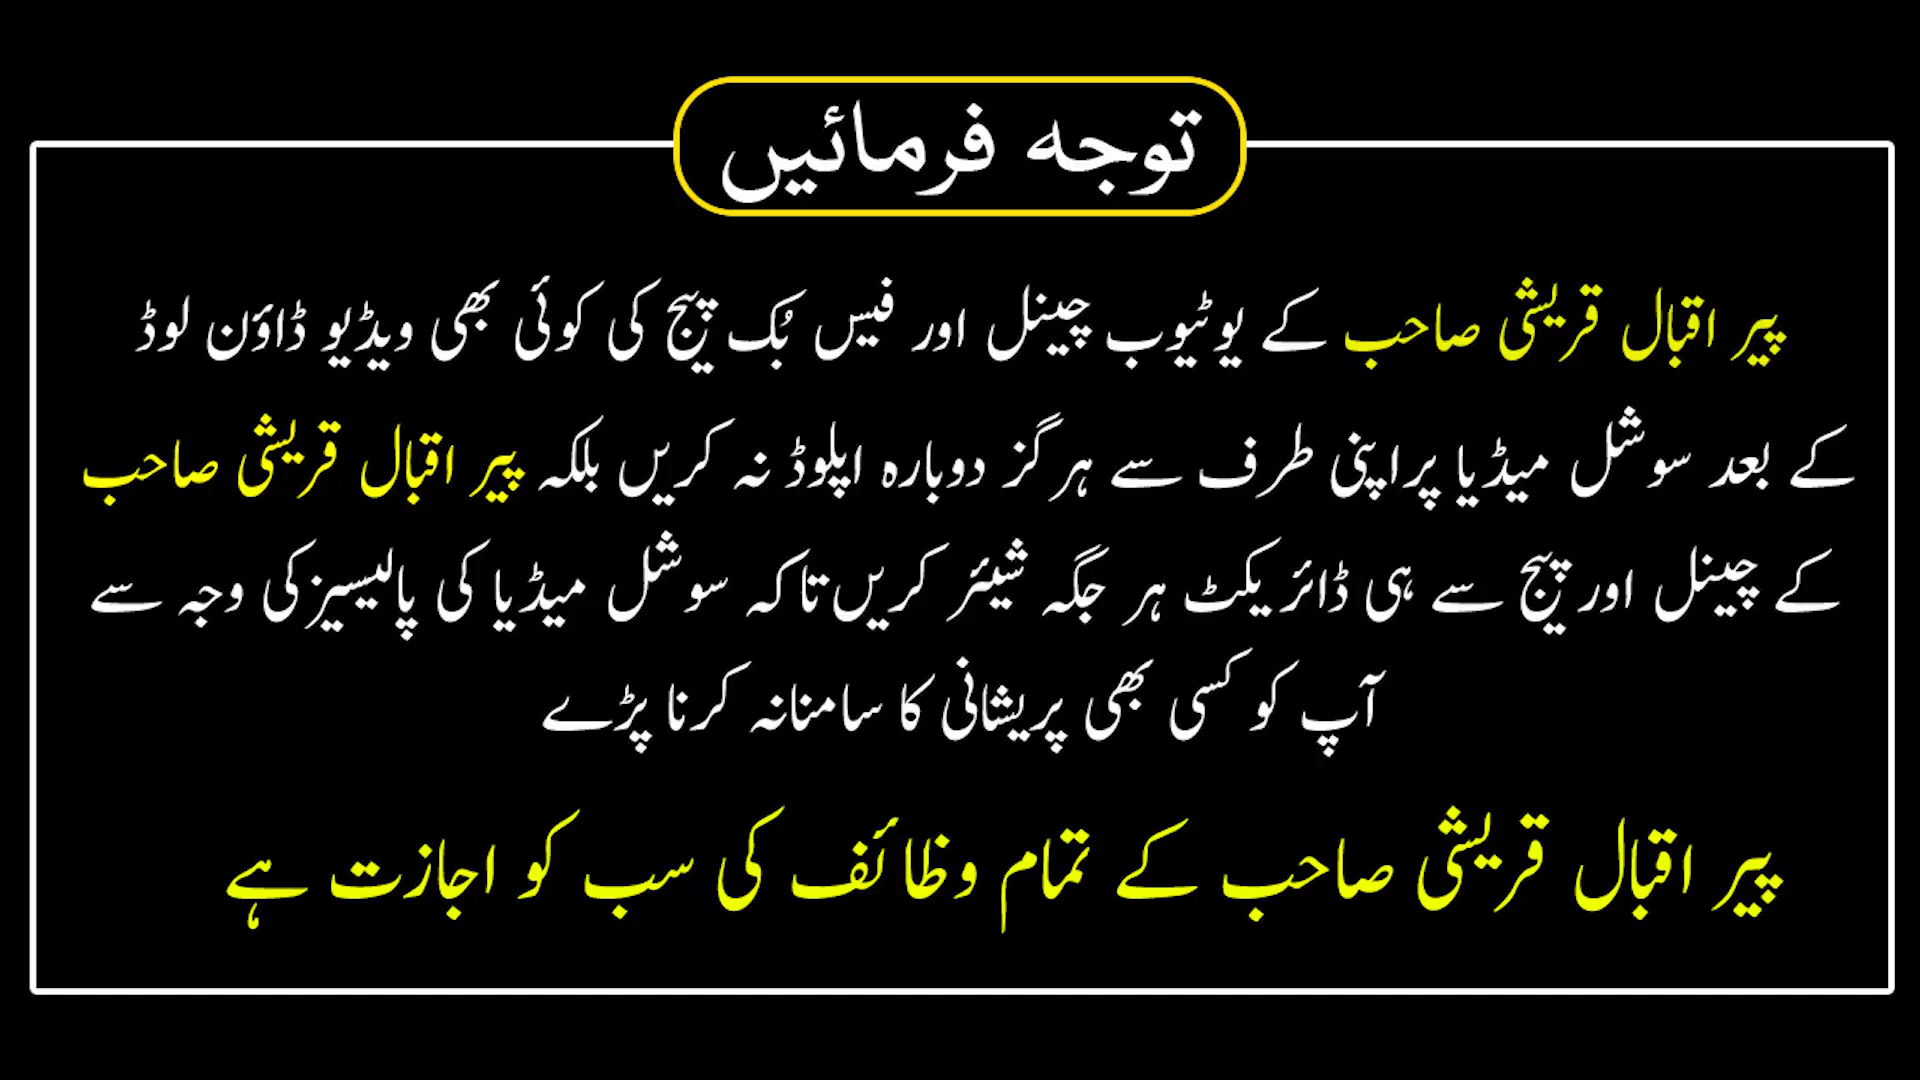 توجہ فرمائیں
پیر اقبال قریشی صاحب کے یوٹیوب چینل اور فیس بُک پیج کی کوئی بھی ویڈیو ڈاؤن لوڈ
کے بعد سوشل میڈیا پر اپنی طرف سے ہرگز دوبارہ اپلوڈ نہ کریں بلکہ پیر اقبال قریشی صاحب
کے چینل اور پیج سے ہی ڈائریکٹ ہر جگہ شیئر کریں تاکہ سوشل میڈیا کی پالیسیز کی وجہ سے
آپ کو کسی بھی پریشانی کا سامنا نہ کرنا پڑے
پیر اقبال قریشی صاحب کے تمام وظائف کی سب کو اجازت ہے